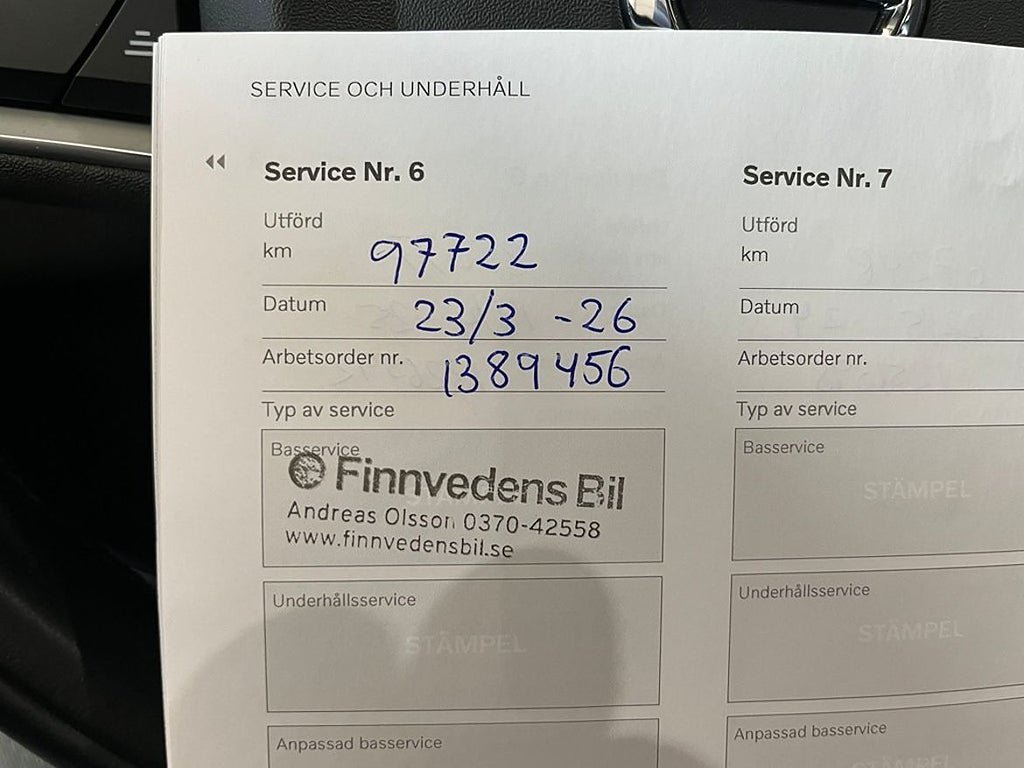 SERVICE OCH UNDERHÅLL
Service Nr. 6
Utförd
km 97722
Datum 23/3 -26
Arbetsorder nr. 1389456
Typ av service
Basservice
Finnvedens Bil
Andreas Olsson 0370-42558
www.finnvedensbil.se
Underhållsservice
STÄMPEL
Anpassad basservice
Service Nr. 7
Utförd
km
Datum
Arbetsorder nr.
Typ av service
Basservice
STÄMPEL
Underhållsservice
STÄMPEL
Anpassad basservice
STÄMPEL